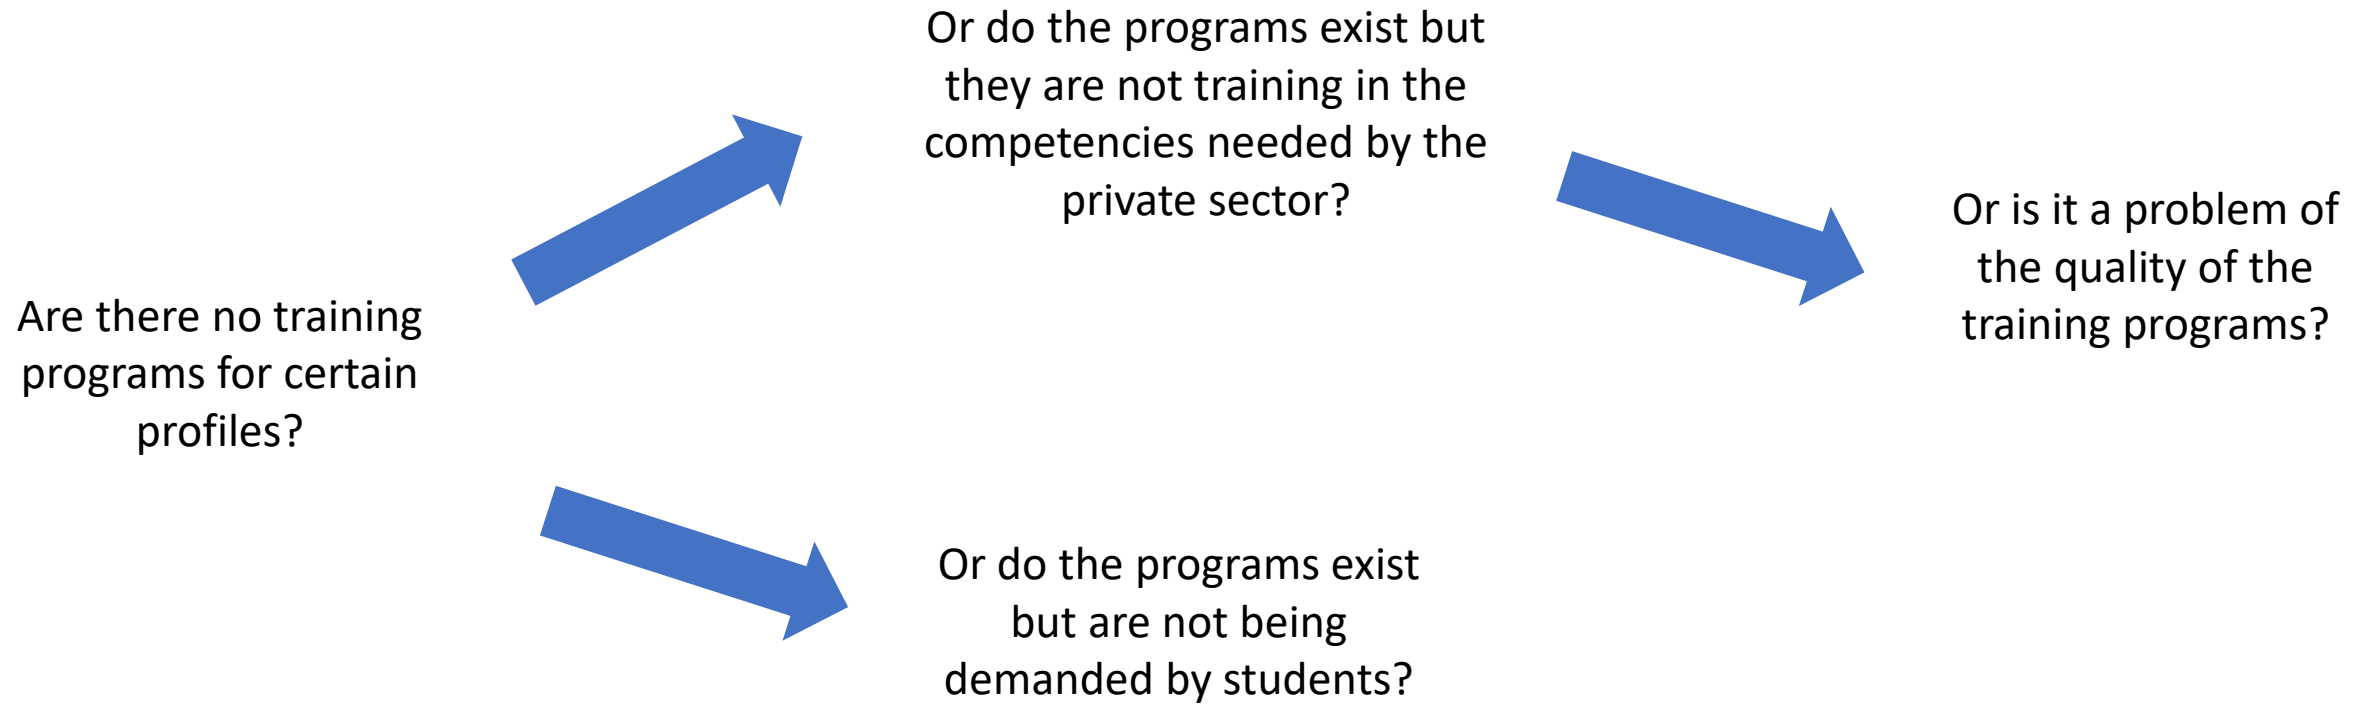 Are there no training
programs for certain
profiles?
Or do the programs exist but
they are not training in the
competencies needed by the
private sector?
Or do the programs exist
but are not being
demanded by students?
Or is it a problem of
the quality of the
training programs?